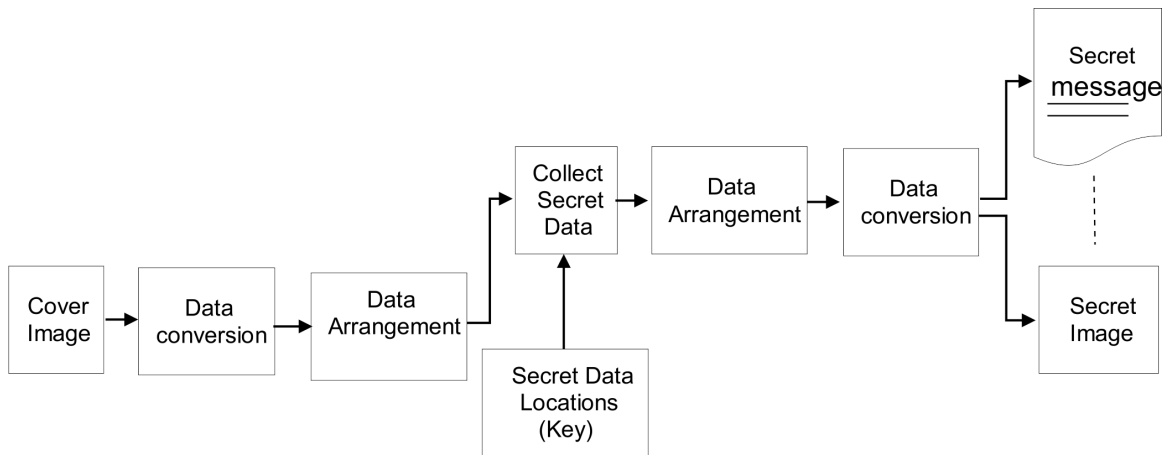 Cover
Image
Data
conversion
Data
Arrangement
Collect
Secret
Data
Secret Data
Locations
(Key)
Data
Arrangement
Data
conversion
Secret
message
Secret
Image